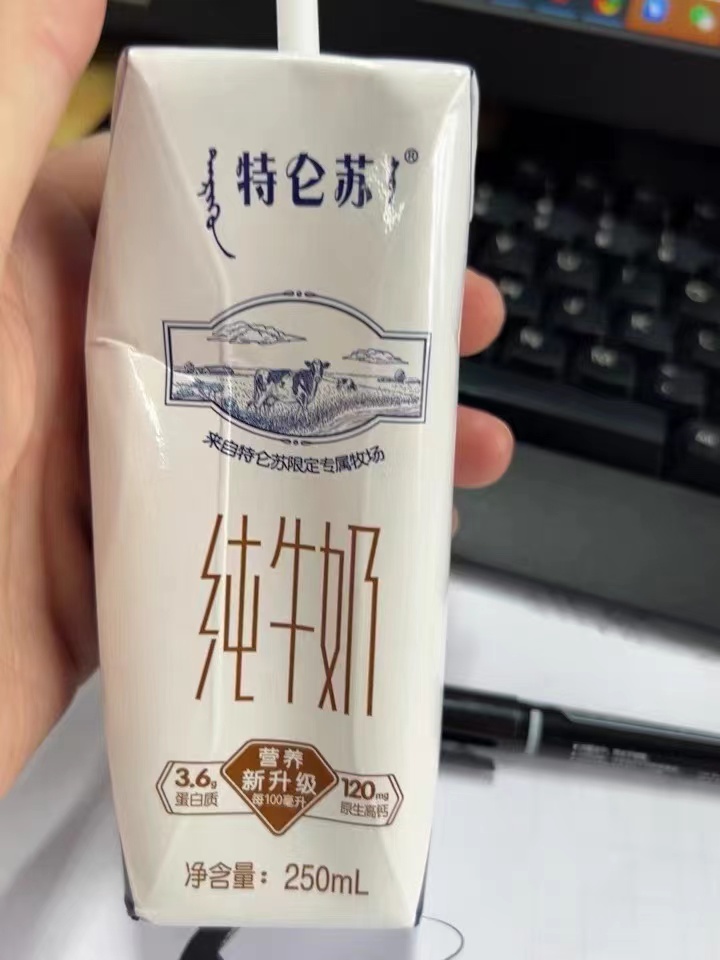 特仑苏®
来自特仑苏限定专属牧场
纯牛奶
营养
新升级
每100毫升
3.6g
蛋白质
120mg
原生高钙
净含量：250mL